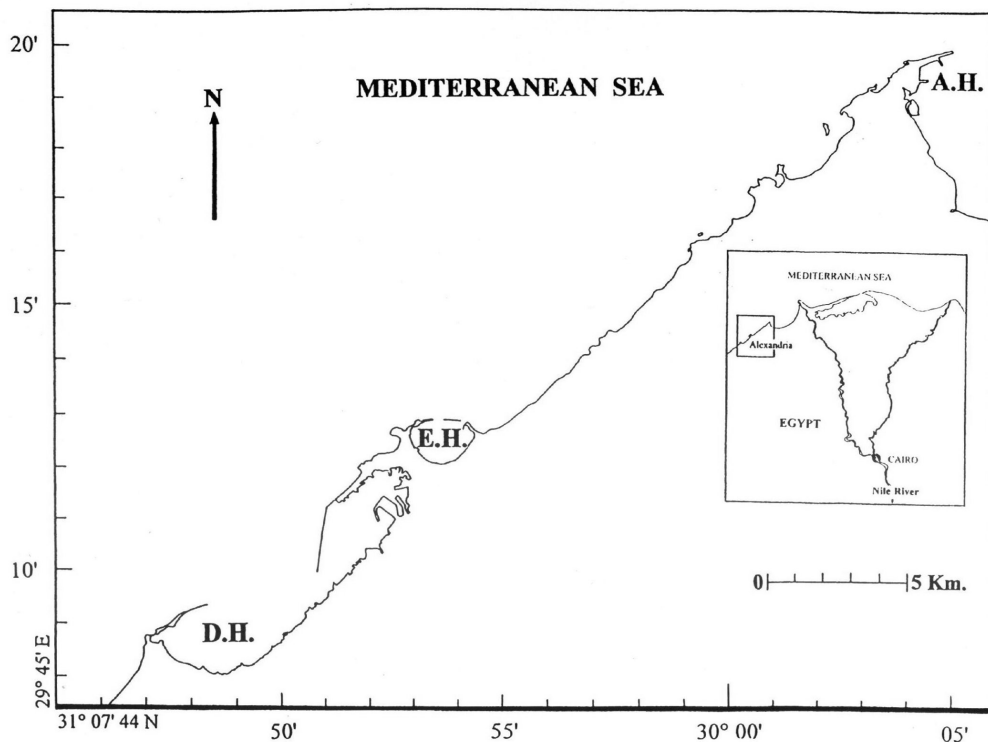 20'
MEDITERRANEAN SEA
A.H.
N
15'
MEDITERRANEAN SEA
Alexandria
EGYPT
CAIRO
Nile River
E.H.
10'
0 5 Km.
D.H.
29° 45' E
31° 07' 44 N
50'
55'
30° 00'
05'